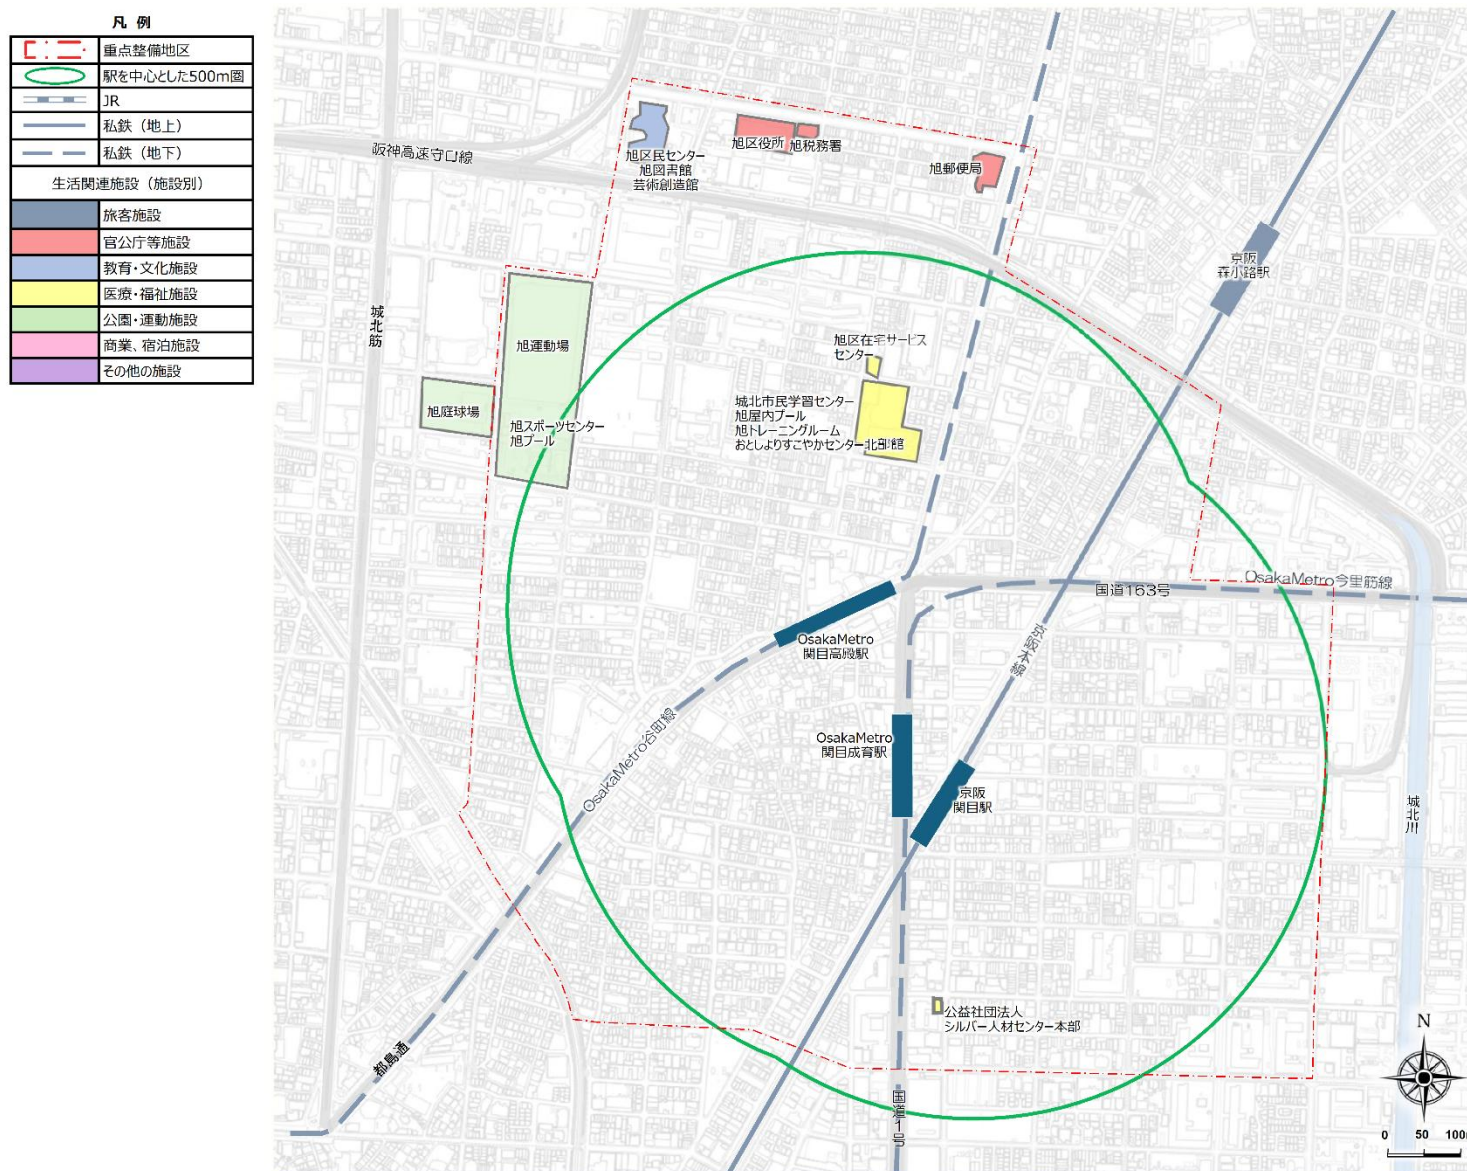 凡 例
重点整備地区
駅を中心とした500m圏
JR
私鉄（地上）
私鉄（地下）
生活関連施設（施設別）
旅客施設
官公庁等施設
教育・文化施設
医療・福祉施設
公園・運動施設
商業、宿泊施設
その他の施設
阪神高速守口線
旭区民センター
旭図書館
芸術創造館
旭区役所
旭税務署
旭郵便局
京阪
森小路駅
城北筋
旭運動場
旭庭球場
旭スポーツセンター
旭プール
旭区在宅サービス
センター
城北市民学習センター
旭屋内プール
旭トレーニングルーム
おとしよりすこやかセンター北部館
OsakaMetro今里筋線
国道163号
OsakaMetro
関目高殿駅
京阪本線
OsakaMetro谷町線
OsakaMetro
関目成育駅
京阪
関目駅
城北川
公益社団法人
シルバー人材センター本部
都島通
国道1号
N
0 50 100m